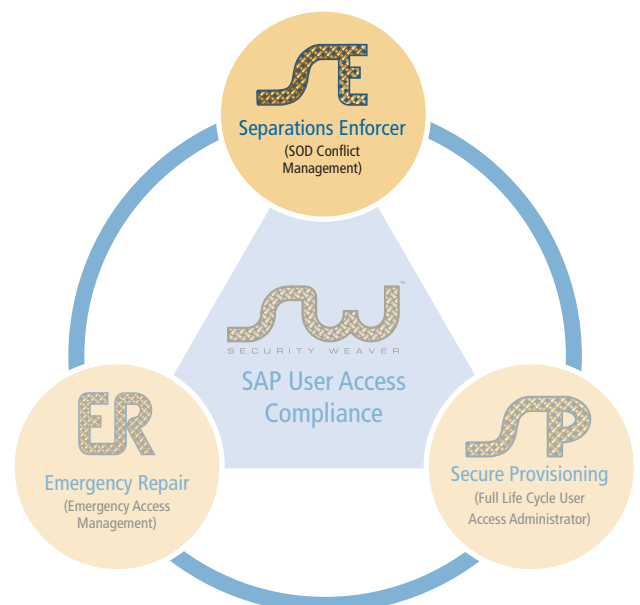 SE
Separations Enforcer
(SOD Conflict
Management)
SW™
SECURITY WEAVER
SAP User Access
Compliance
ER
Emergency Repair
(Emergency Access
Management)
SP
Secure Provisioning
(Full Life Cycle User
Access Administrator)